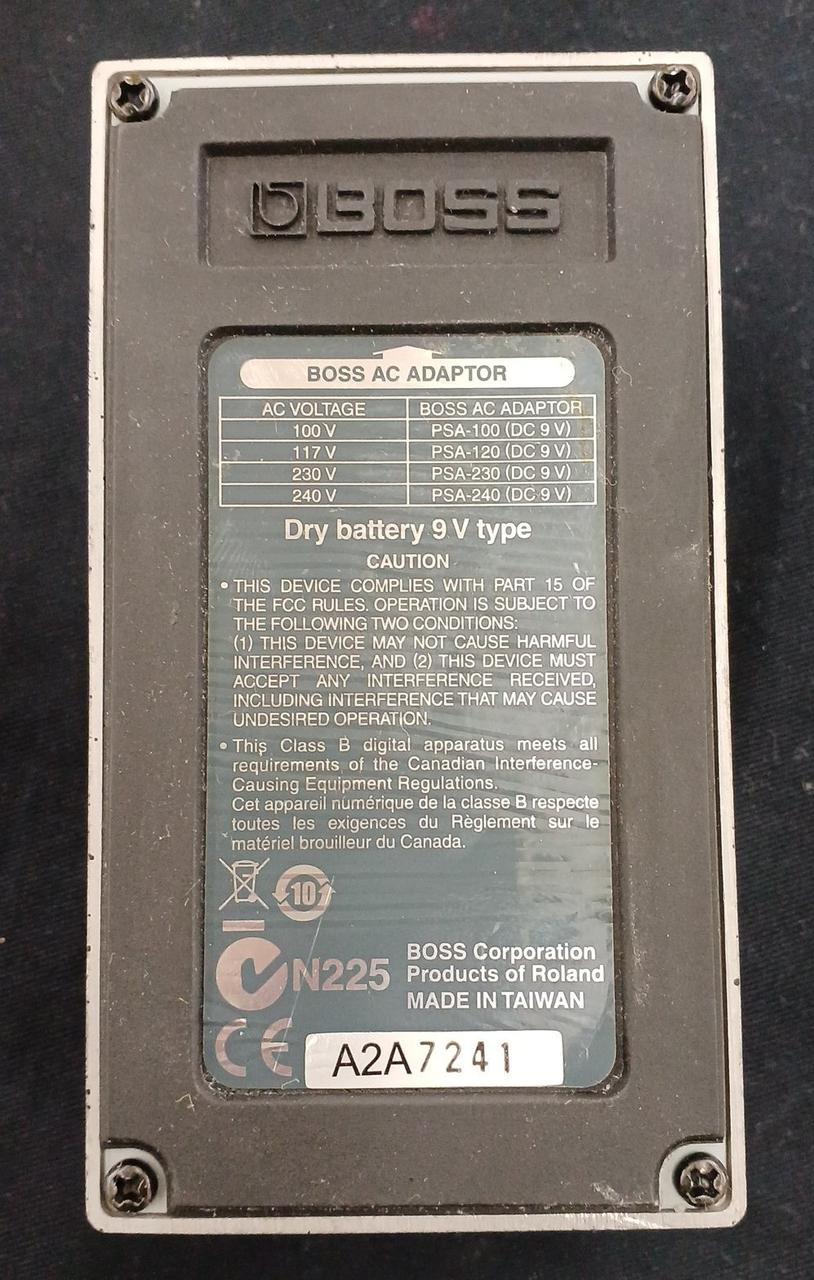 BOSS
BOSS AC ADAPTOR
AC VOLTAGE BOSS AC ADAPTOR
100 V PSA-100 (DC 9 V)
117 V PSA-120 (DC 9 V)
230 V PSA-230 (DC 9 V)
240 V PSA-240 (DC 9 V)
Dry battery 9 V type
CAUTION
• THIS DEVICE COMPLIES WITH PART 15 OF
THE FCC RULES. OPERATION IS SUBJECT TO
THE FOLLOWING TWO CONDITIONS:
(1) THIS DEVICE MAY NOT CAUSE HARMFUL
INTERFERENCE, AND (2) THIS DEVICE MUST
ACCEPT ANY INTERFERENCE RECEIVED,
INCLUDING INTERFERENCE THAT MAY CAUSE
UNDESIRED OPERATION.
• This Class B digital apparatus meets all
requirements of the Canadian Interference-
Causing Equipment Regulations.
Cet appareil numérique de la classe B respecte
toutes les exigences du Règlement sur le
matériel brouilleur du Canada.
10
N225
BOSS Corporation
Products of Roland
MADE IN TAIWAN
CE
A2A7241